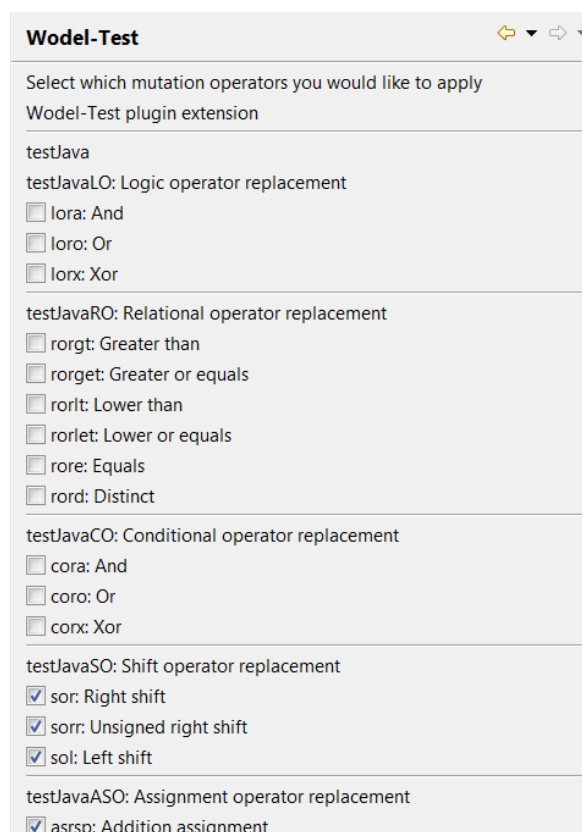 Wodel-Test
Select which mutation operators you would like to apply
Wodel-Test plugin extension
testJava
testJavaLO: Logic operator replacement
lora: And
loro: Or
lorx: Xor
testJavaRO: Relational operator replacement
rorgt: Greater than
rorget: Greater or equals
rorlt: Lower than
rorlet: Lower or equals
rore: Equals
rord: Distinct
testJavaCO: Conditional operator replacement
cora: And
coro: Or
corx: Xor
testJavaSO: Shift operator replacement
sor: Right shift
sorr: Unsigned right shift
sol: Left shift
testJavaASO: Assignment operator replacement
asrsp: Addition assignment